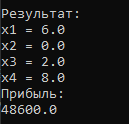 Результат:
x1 = 6.0
x2 = 0.0
x3 = 2.0
x4 = 8.0
Прибыль:
48600.0